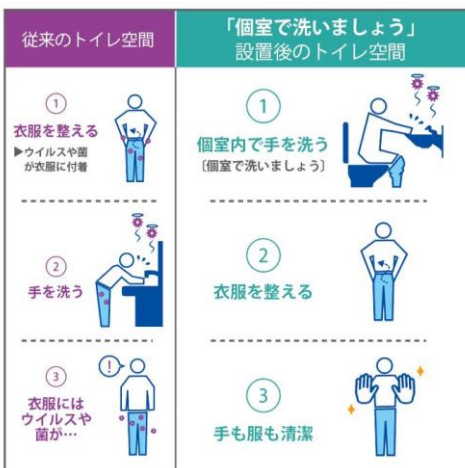 従来のトイレ空間
①
衣服を整える
▶ウイルスや菌
が衣服に付着
②
手を洗う
③
衣服には
ウイルスや
菌が…
!
「個室で洗いましょう」
設置後のトイレ空間
①
個室内で手を洗う
〔個室で洗いましょう〕
②
衣服を整える
③
手も服も清潔